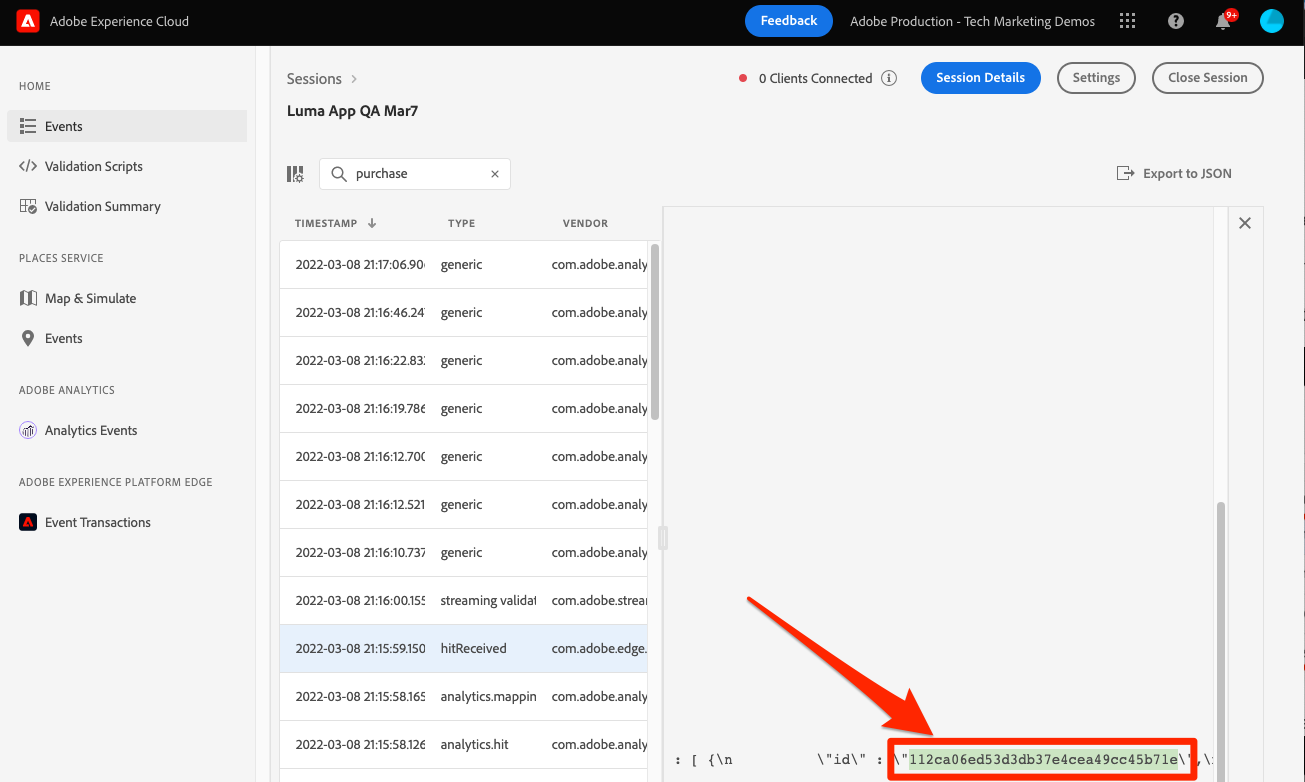 Adobe Experience Cloud
Feedback
Adobe Production - Tech Marketing Demos
9+
HOME
Events
Validation Scripts
Validation Summary
PLACES SERVICE
Map & Simulate
Events
ADOBE ANALYTICS
Analytics Events
ADOBE EXPERIENCE PLATFORM EDGE
Event Transactions
Sessions >
0 Clients Connected
Session Details
Settings
Close Session
Luma App QA Mar7
purchase
Export to JSON
TIMESTAMP TYPE VENDOR
2022-03-08 21:17:06.90 generic com.adobe.analy
2022-03-08 21:16:46.24 generic com.adobe.analy
2022-03-08 21:16:22.83 generic com.adobe.analy
2022-03-08 21:16:19.786 generic com.adobe.analy
2022-03-08 21:16:12.700 generic com.adobe.analy
2022-03-08 21:16:12.521 generic com.adobe.analy
2022-03-08 21:16:10.737 generic com.adobe.analy
2022-03-08 21:16:00.155 streaming validat com.adobe.strea
2022-03-08 21:15:59.150 hitReceived com.adobe.edge.
2022-03-08 21:15:58.165 analytics.mappin com.adobe.analy
2022-03-08 21:15:58.126 analytics.hit com.adobe.analy
: [ {\n \"id\" : \"112ca06ed53d3db37e4cea49cc45b71e\",\